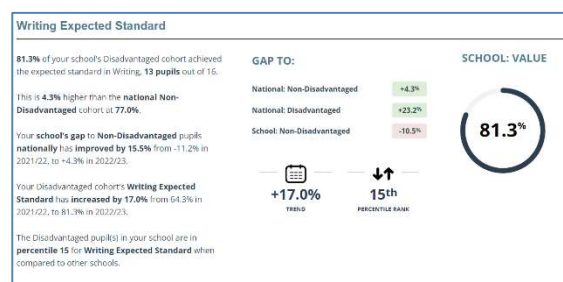 Writing Expected Standard
81.3% of your school's Disadvantaged cohort achieved
the expected standard in Writing, 13 pupils out of 16.
This is 4.3% higher than the national Non-
Disadvantaged cohort at 77.0%.
Your school's gap to Non-Disadvantaged pupils
nationally has improved by 15.5% from -11.2% in
2021/22, to +4.3% in 2022/23.
Your Disadvantaged cohort's Writing Expected
Standard has increased by 17.0% from 64.3% in
2021/22, to 81.3% in 2022/23.
The Disadvantaged pupil(s) in your school are in
percentile 15 for Writing Expected Standard when
compared to other schools.
GAP TO:
National: Non-Disadvantaged +4.3%
National: Disadvantaged +23.2%
School: Non-Disadvantaged -10.5%
+17.0%
TREND
15th
PERCENTILE RANK
SCHOOL: VALUE
81.3%